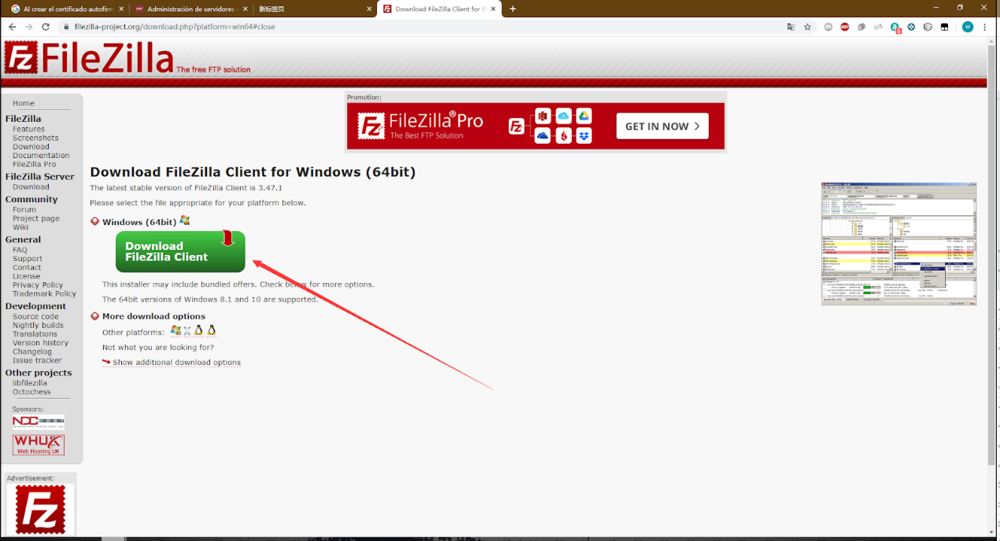 Al crear el certificado autofirm
Administración de servidores
新标签页
Download FileZilla Client for W
filezilla-project.org/download.php?platform=win64#close
ABP
W
FileZilla
The free FTP solution
Promotion:
FileZilla®Pro
The Best FTP Solution
GET IN NOW
Home
FileZilla
Features
Screenshots
Download
Documentation
FileZilla Pro
FileZilla Server
Download
Community
Forum
Project page
Wiki
General
FAQ
Support
Contact
License
Privacy Policy
Trademark Policy
Development
Source code
Nightly builds
Translations
Version history
Changelog
Issue tracker
Other projects
libfilezilla
Octochess
Sponsors:
NDC HOST
WHUK
Web Hosting UK
Advertisement:
Fz
Download FileZilla Client for Windows (64bit)
The latest stable version of FileZilla Client is 3.47.1
Please select the file appropriate for your platform below.
Windows (64bit)
Download
FileZilla Client
This installer may include bundled offers. Check below for more options.
The 64bit versions of Windows 8.1 and 10 are supported.
More download options
Other platforms:
Not what you are looking for?
Show additional download options